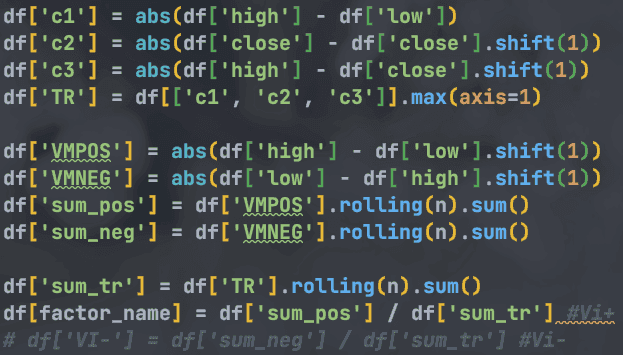 df['c1'] = abs(df['high'] - df['low'])
df['c2'] = abs(df['close'] - df['close'].shift(1))
df['c3'] = abs(df['high'] - df['close'].shift(1))
df['TR'] = df[['c1', 'c2', 'c3']].max(axis=1)

df['VMPOS'] = abs(df['high'] - df['low'].shift(1))
df['VMNEG'] = abs(df['low'] - df['high'].shift(1))
df['sum_pos'] = df['VMPOS'].rolling(n).sum()
df['sum_neg'] = df['VMNEG'].rolling(n).sum()

df['sum_tr'] = df['TR'].rolling(n).sum()
df[factor_name] = df['sum_pos'] / df['sum_tr'] #Vi+
# df['VI-'] = df['sum_neg'] / df['sum_tr'] #Vi-